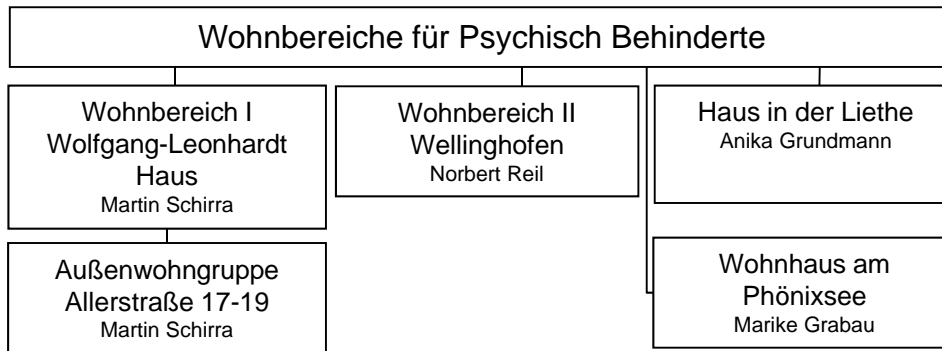 Wohnbereiche für Psychisch Behinderte
Wohnbereich I
Wolfgang-Leonhardt
Haus
Martin Schirra
Wohnbereich II
Wellinghofen
Norbert Reil
Haus in der Liethe
Anika Grundmann
Außenwohngruppe
Allerstraße 17-19
Martin Schirra
Wohnhaus am
Phönixsee
Marike Grabau